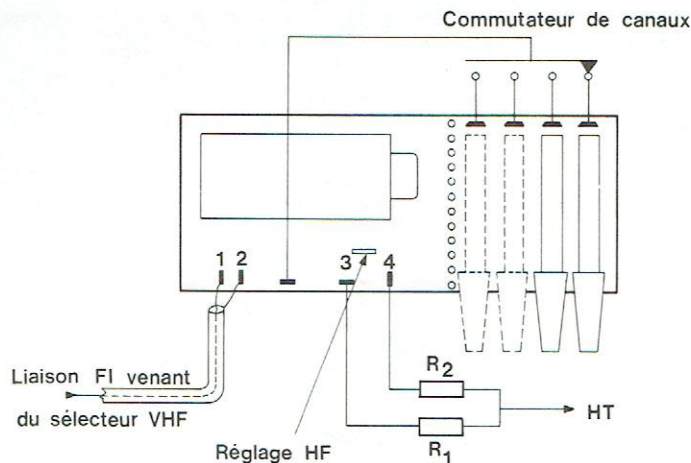 Commutateur de canaux
1 2
3 4
Liaison FI venant
du sélecteur VHF
R2
HT
R1
Réglage HF